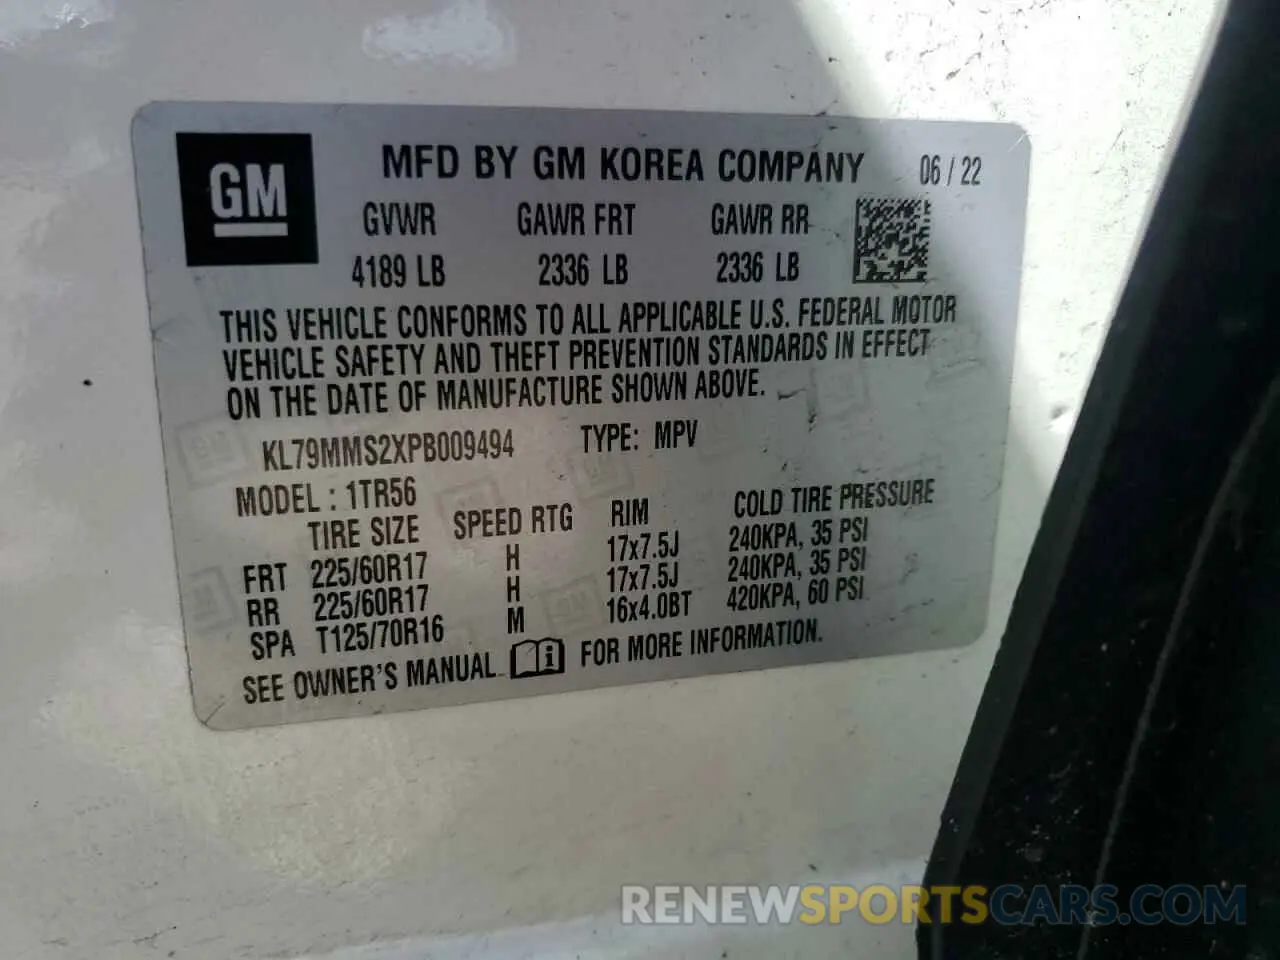 GM
MFD BY GM KOREA COMPANY 06 / 22
GVWR GAWR FRT GAWR RR
4189 LB 2336 LB 2336 LB
THIS VEHICLE CONFORMS TO ALL APPLICABLE U.S. FEDERAL MOTOR
VEHICLE SAFETY AND THEFT PREVENTION STANDARDS IN EFFECT
ON THE DATE OF MANUFACTURE SHOWN ABOVE.
KL79MMS2XPB009494 TYPE: MPV
MODEL : 1TR56
TIRE SIZE SPEED RTG RIM COLD TIRE PRESSURE
FRT 225/60R17 H 17x7.5J 240KPA, 35 PSI
RR 225/60R17 H 17x7.5J 240KPA, 35 PSI
SPA T125/70R16 M 16x4.0BT 420KPA, 60 PSI
SEE OWNER'S MANUAL FOR MORE INFORMATION.
RENEWSPORTSCARS.COM